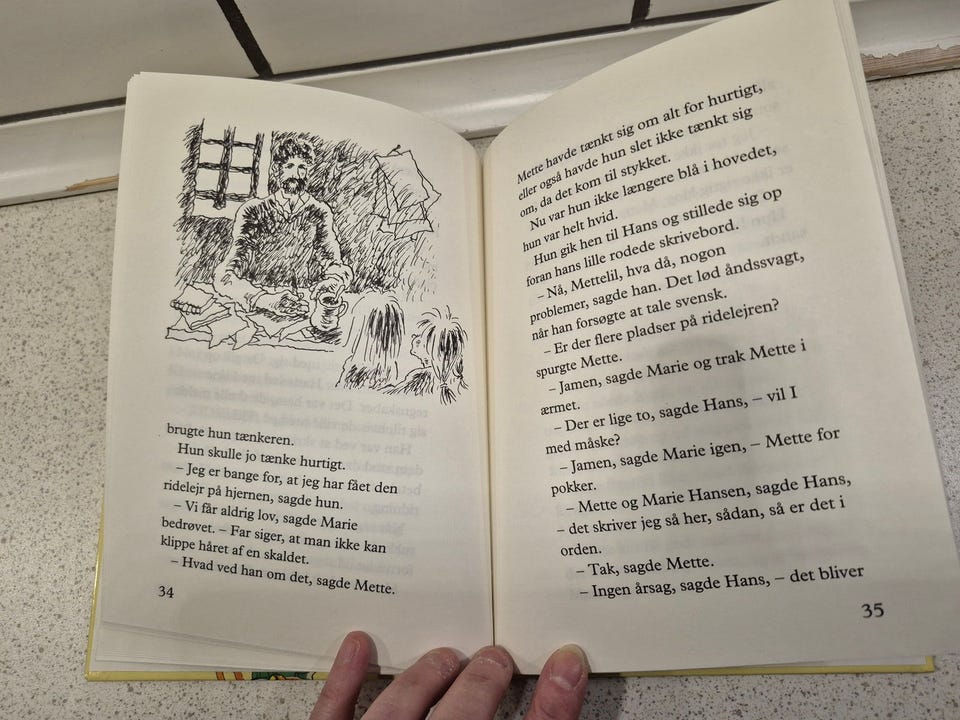 brugte hun tænkeren.
Hun skulle jo tænke hurtigt.
– Jeg er bange for, at jeg har fået den
ridelejr på hjernen, sagde hun.
– Vi får aldrig lov, sagde Marie
bedrøvet. – Far siger, at man ikke kan
klippe håret af en skaldet.
– Hvad ved han om det, sagde Mette.
34
Mette havde tænkt sig om alt for hurtigt,
eller også havde hun slet ikke tænkt sig
om, da det kom til stykket.
Nu var hun ikke længere blå i hovedet,
hun var helt hvid.
Hun gik hen til Hans og stillede sig op
foran hans lille rodede skrivebord.
– Nå, Mettelil, hva då, nogon
problemer, sagde han. Det lød åndssvagt,
når han forsøgte at tale svensk.
– Er der flere pladser på ridelejren?
spurgte Mette.
– Jamen, sagde Marie og trak Mette i
ærmet.
– Der er lige to, sagde Hans, – vil I
med måske?
– Jamen, sagde Marie igen, – Mette for
pokker.
– Mette og Marie Hansen, sagde Hans,
– det skriver jeg så her, sådan, så er det i
orden.
– Tak, sagde Mette.
– Ingen årsag, sagde Hans, – det bliver
35